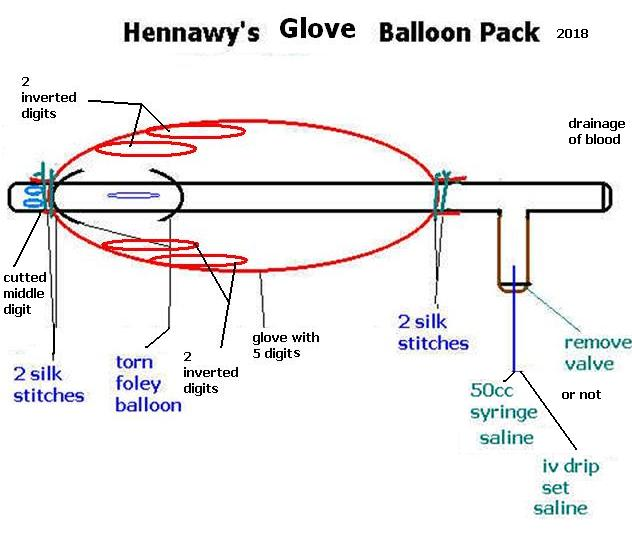 Hennawy's Glove Balloon Pack 2018
2
inverted
digits
drainage
of blood
cutted
middle
digit
2 silk
stitches
torn
foley
balloon
2
inverted
digits
glove with
5 digits
2 silk
stitches
remove
valve
or not
50cc
syringe
saline
iv drip
set
saline